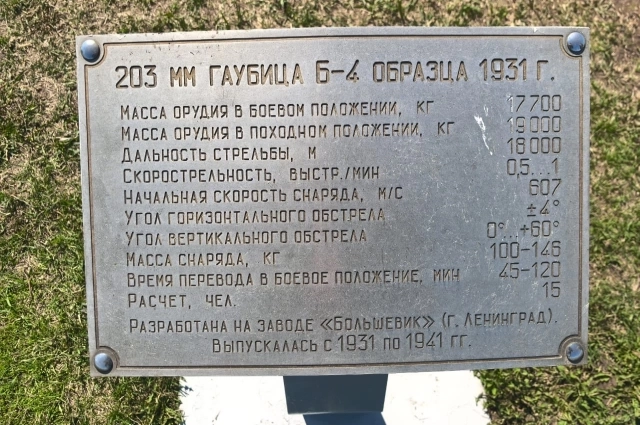 203 мм гаубица Б-4 образца 1931 г.
Масса орудия в боевом положении, кг 17700
Масса орудия в походном положении, кг 19000
Дальность стрельбы, м 18000
Скорострельность, выстр./мин 0,5...1
Начальная скорость снаряда, м/с 607
Угол горизонтального обстрела ±4°
Угол вертикального обстрела 0°...+60°
Масса снаряда, кг 100-146
Время перевода в боевое положение, мин 45-120
Расчет, чел. 15
Разработана на заводе «Большевик» (г. Ленинград).
Выпускалась с 1931 по 1941 гг.